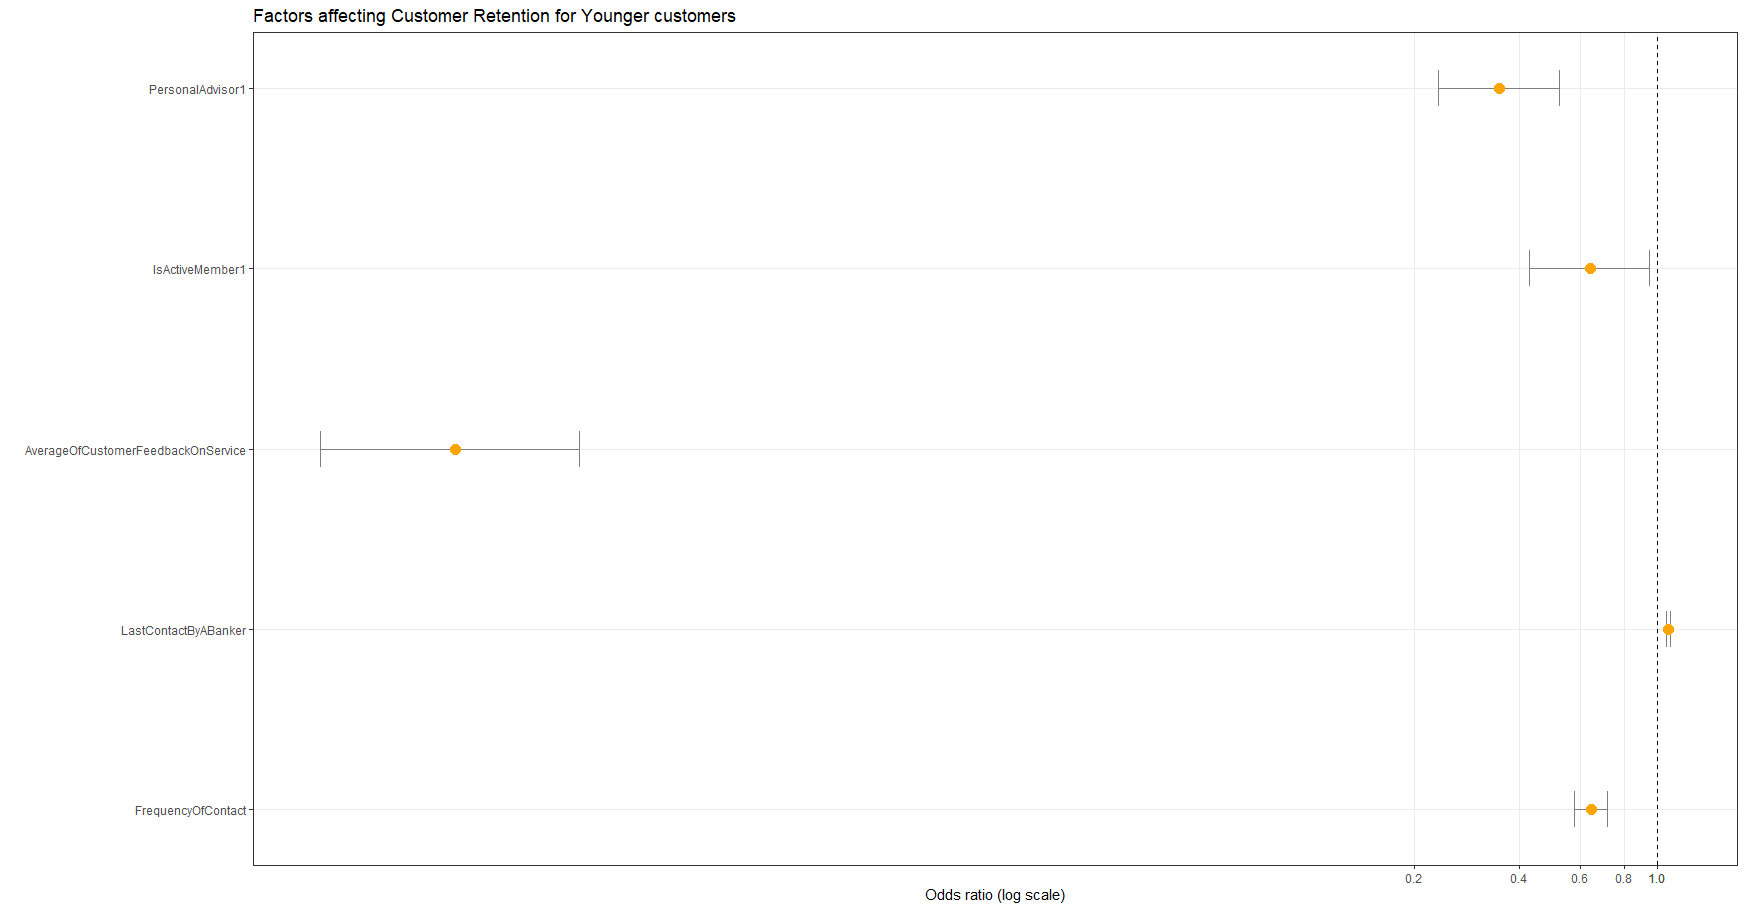 Factors affecting Customer Retention for Younger customers
PersonalAdvisor1
IsActiveMember1
AverageOfCustomerFeedbackOnService
LastContactByABanker
FrequencyOfContact
0.2 0.4 0.6 0.8 1.0
Odds ratio (log scale)